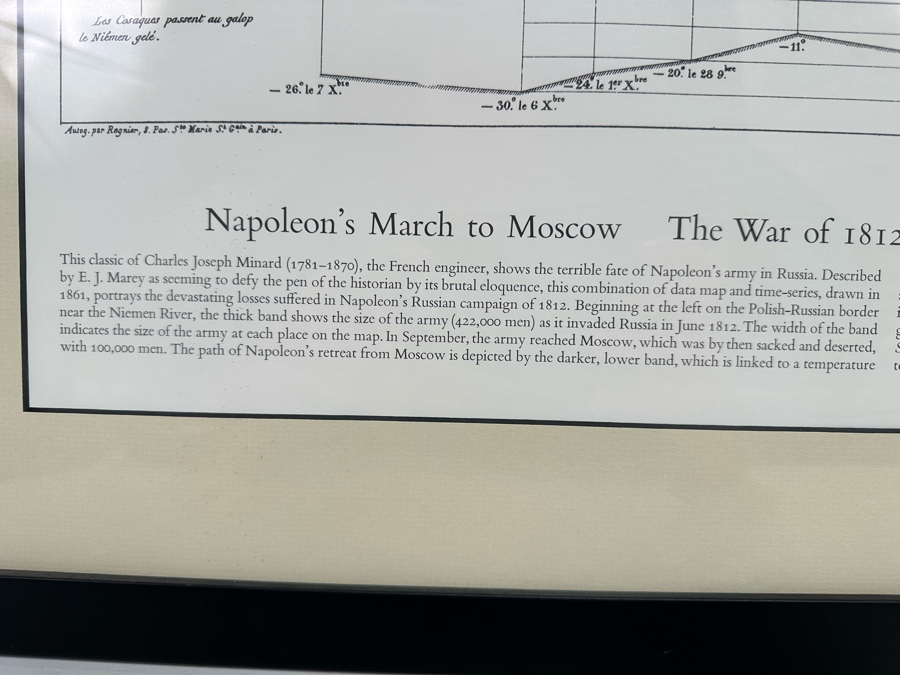 Les Cosaques passent au galop
le Niémen gelé.
— 26.° le 7 X.bre
— 30.° le 6 X.bre
— 24. le 1.er X.bre
— 20.° le 28 9.bre
— 11.°
Autog. par Regnier, 8. Pas. S.te Marie S.t G.ain à Paris.
Napoleon's March to Moscow The War of 1812
This classic of Charles Joseph Minard (1781–1870), the French engineer, shows the terrible fate of Napoleon's army in Russia. Described
by E. J. Marey as seeming to defy the pen of the historian by its brutal eloquence, this combination of data map and time-series, drawn in
1861, portrays the devastating losses suffered in Napoleon's Russian campaign of 1812. Beginning at the left on the Polish-Russian border
near the Niemen River, the thick band shows the size of the army (422,000 men) as it invaded Russia in June 1812. The width of the band
indicates the size of the army at each place on the map. In September, the army reached Moscow, which was by then sacked and deserted,
with 100,000 men. The path of Napoleon's retreat from Moscow is depicted by the darker, lower band, which is linked to a temperature